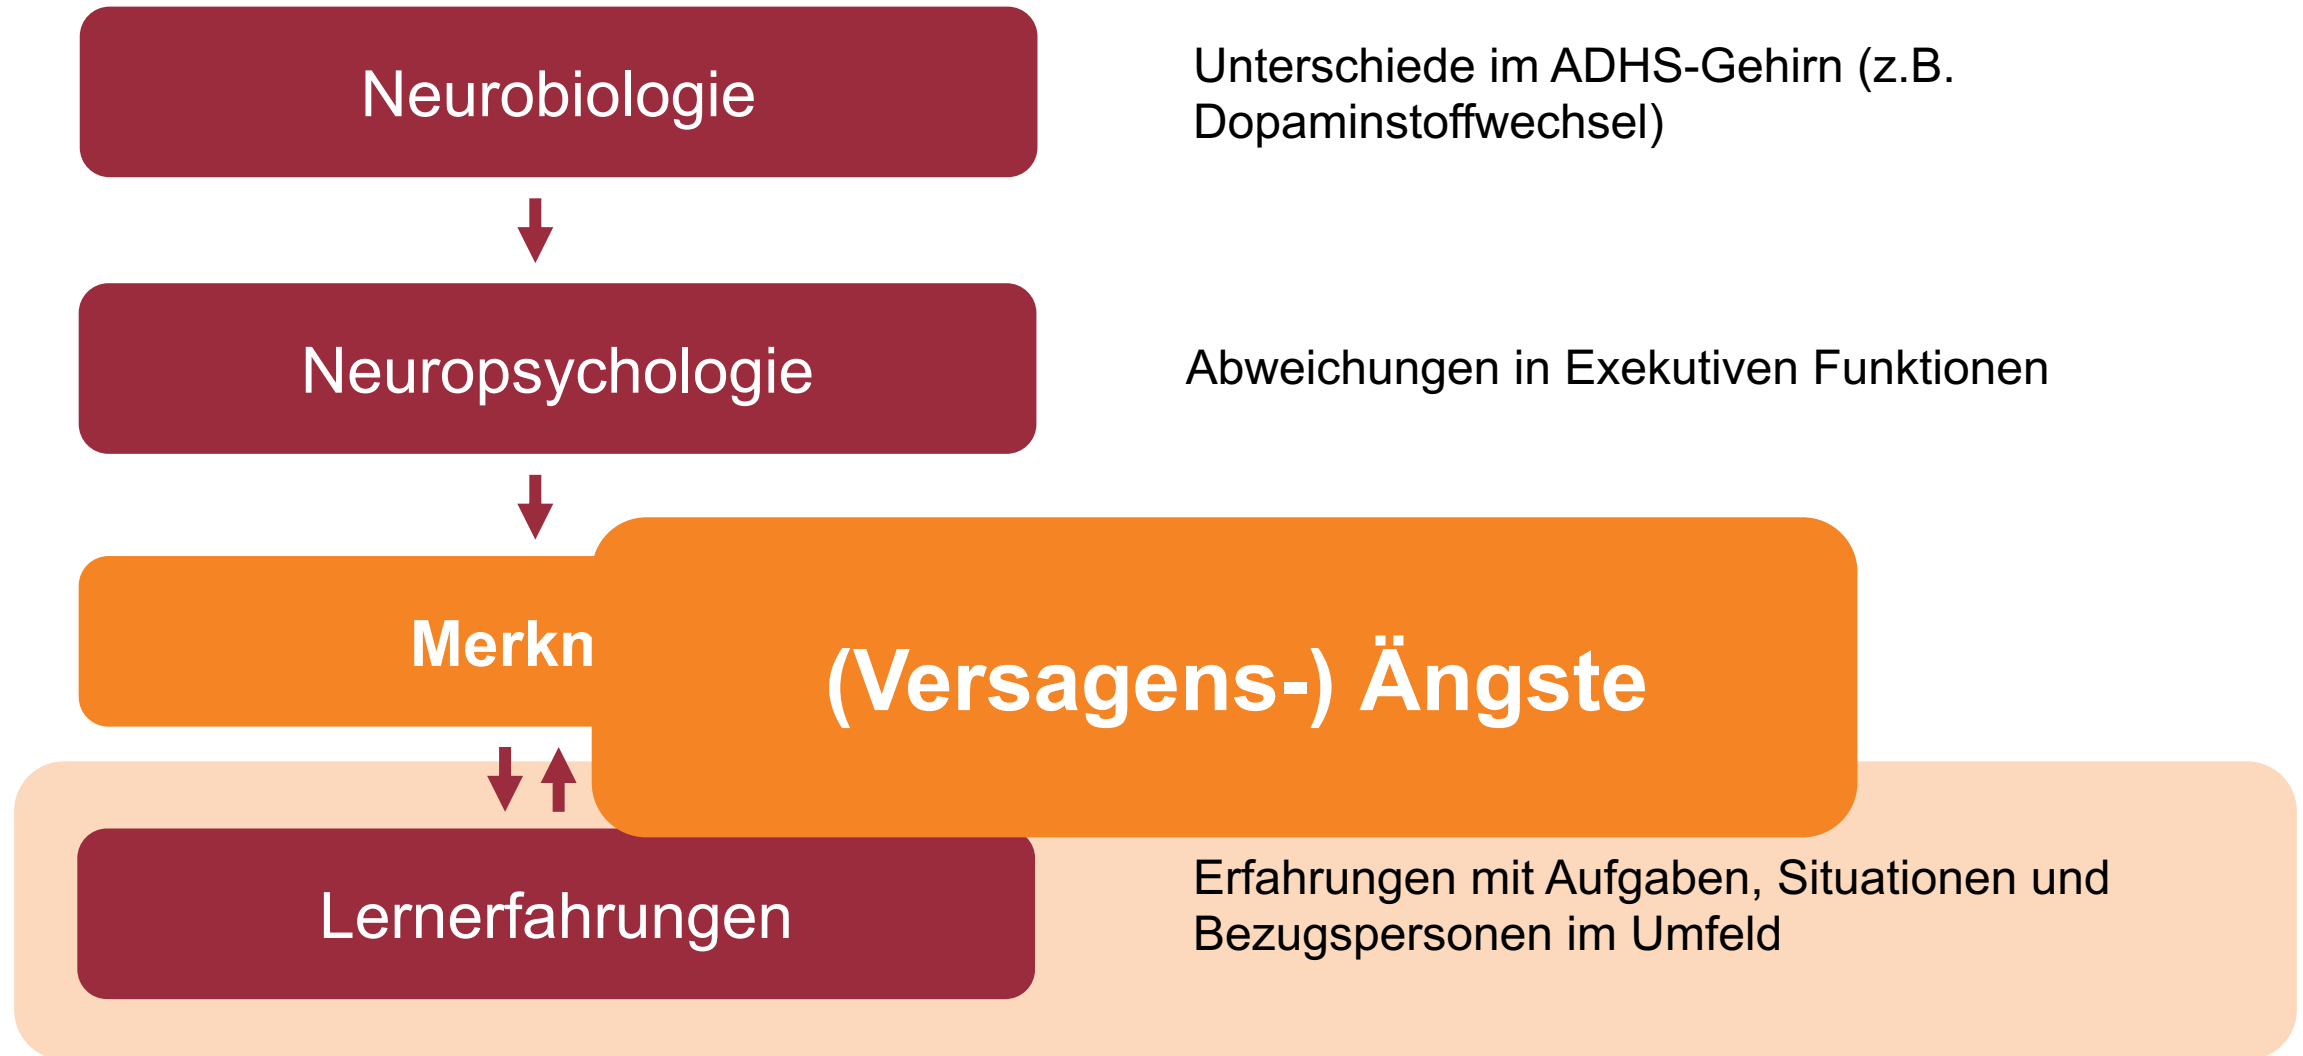 Neurobiologie
Unterschiede im ADHS-Gehirn (z.B.
Dopaminstoffwechsel)
Neuropsychologie
Abweichungen in Exekutiven Funktionen
(Versagens-) Ängste
Lernerfahrungen
Erfahrungen mit Aufgaben, Situationen und
Bezugspersonen im Umfeld